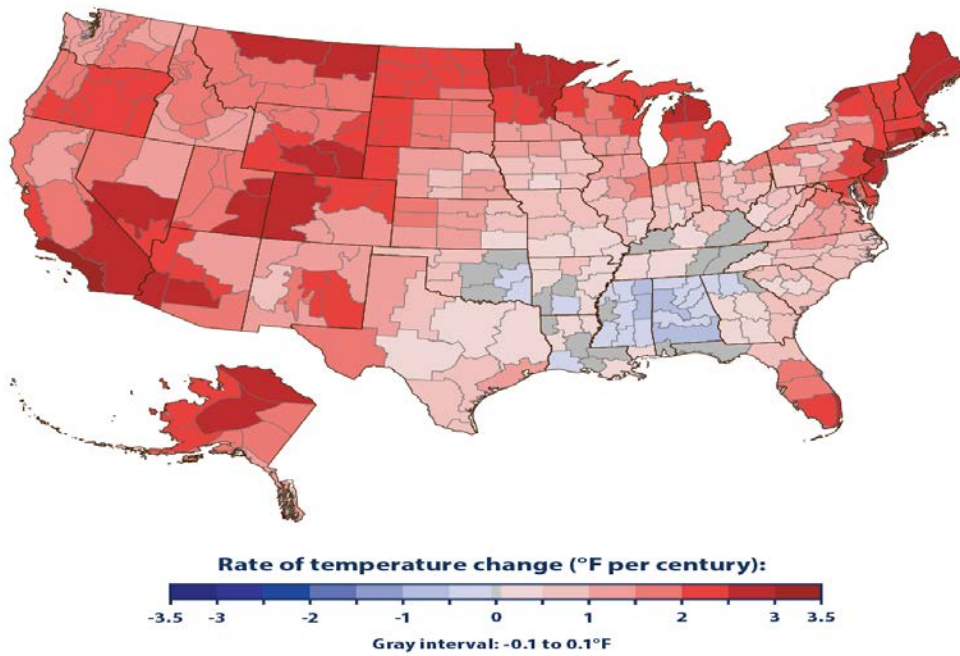 Rate of temperature change (°F per century):
-3.5 -3 -2 -1 0 1 2 3 3.5
Gray interval: -0.1 to 0.1°F